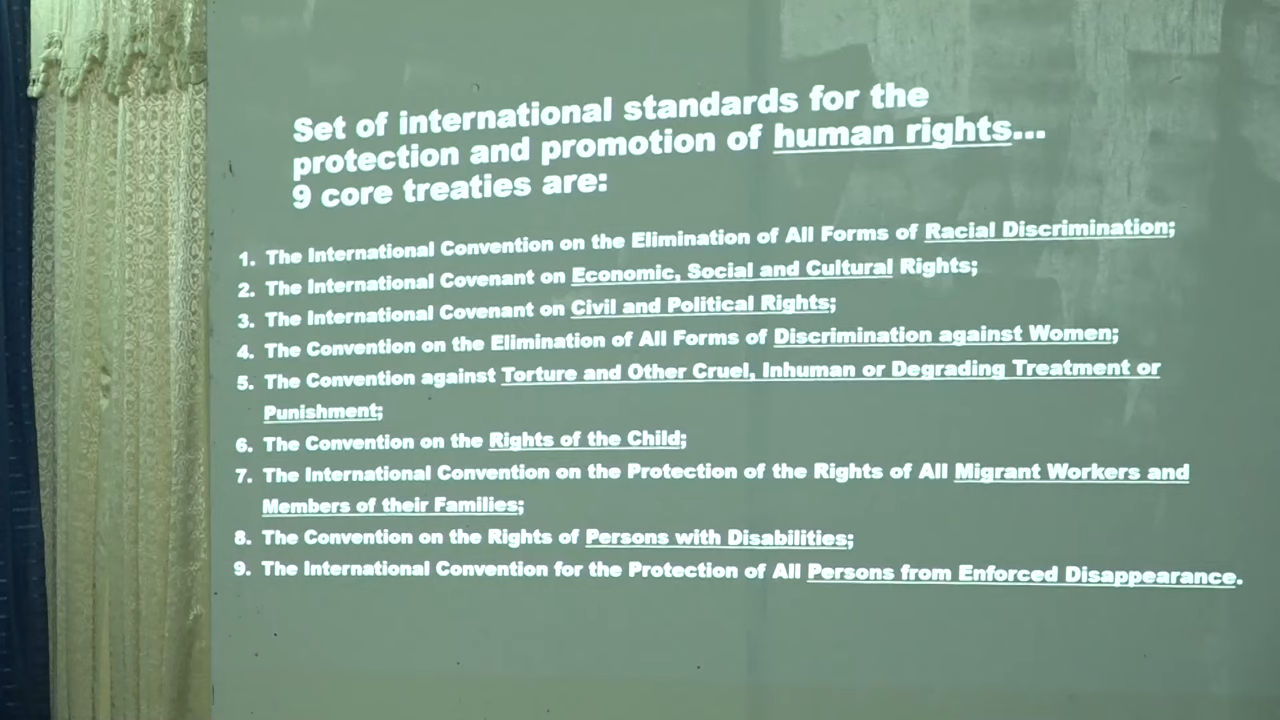 Set of international standards for the
protection and promotion of human rights...
9 core treaties are:
1. The International Convention on the Elimination of All Forms of Racial Discrimination;
2. The International Covenant on Economic, Social and Cultural Rights;
3. The International Covenant on Civil and Political Rights;
4. The Convention on the Elimination of All Forms of Discrimination against Women;
5. The Convention against Torture and Other Cruel, Inhuman or Degrading Treatment or
Punishment;
6. The Convention on the Rights of the Child;
7. The International Convention on the Protection of the Rights of All Migrant Workers and
Members of their Families;
8. The Convention on the Rights of Persons with Disabilities;
9. The International Convention for the Protection of All Persons from Enforced Disappearance.